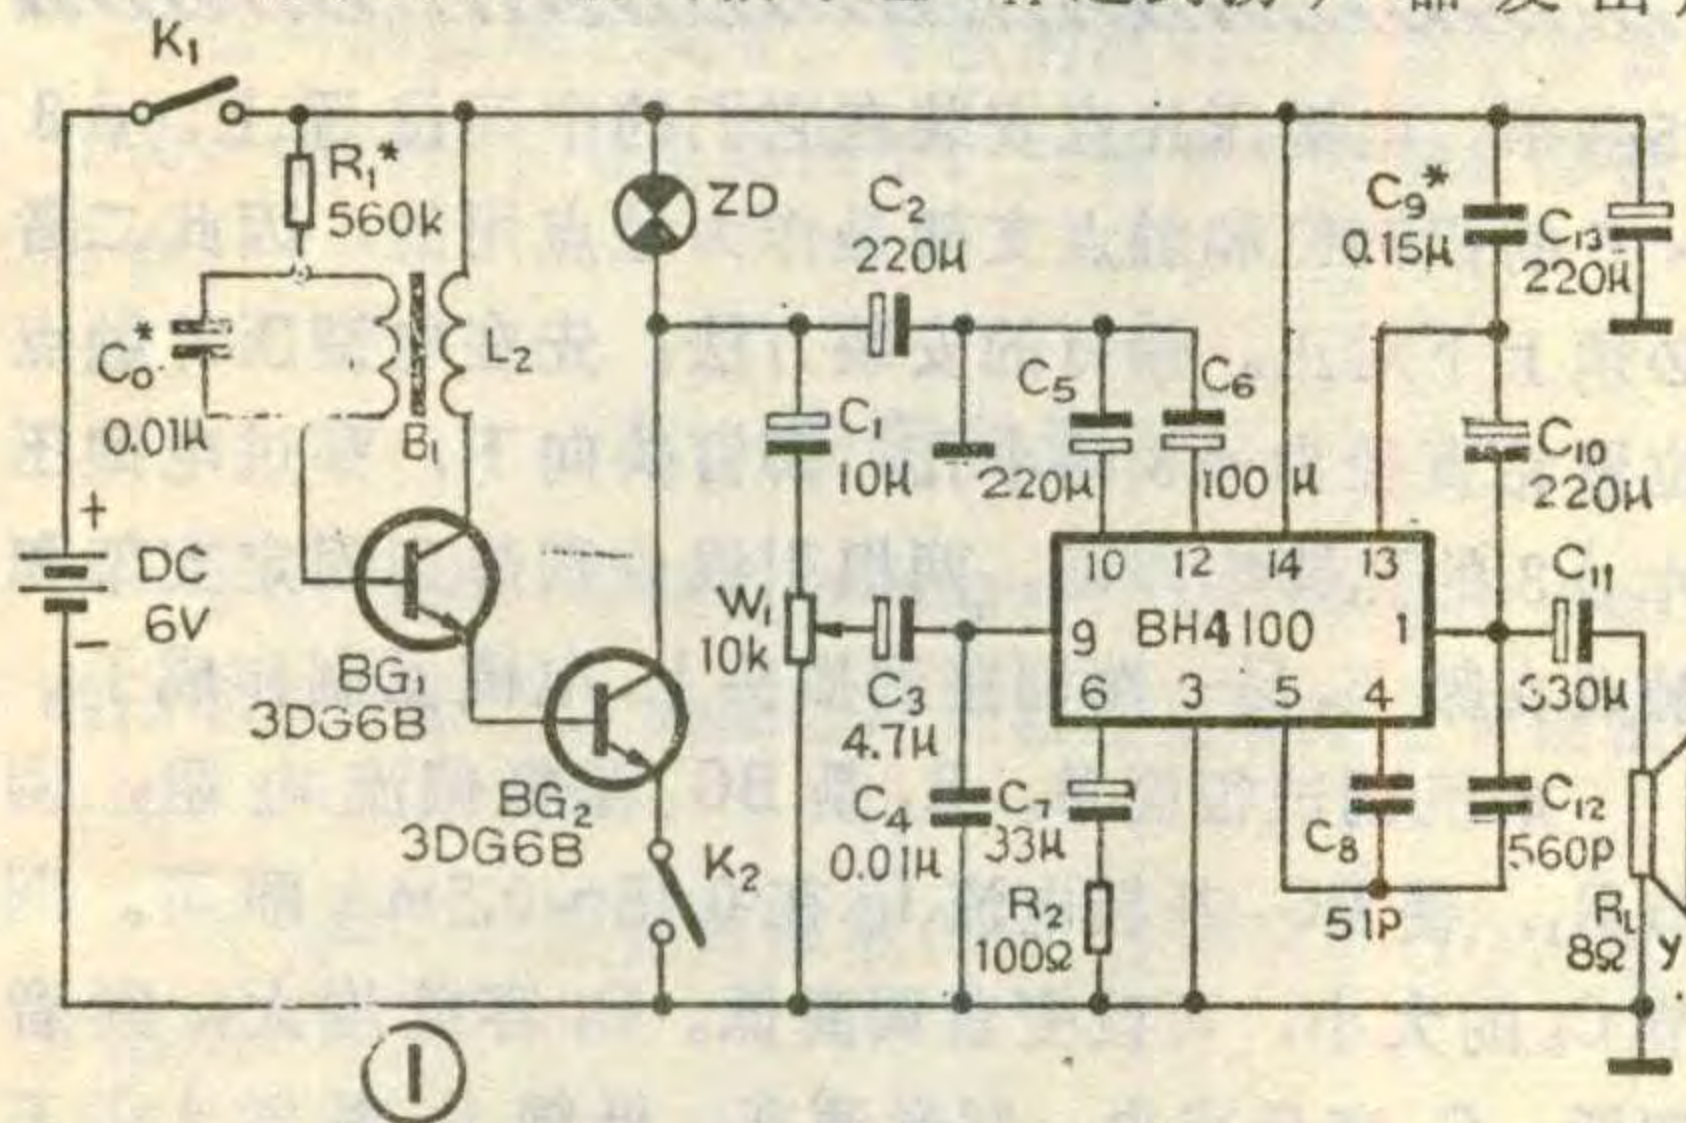 K₁
R₁*
560k
C₀*
0.01μ
B₁
L₂
ZD
+
DC
6V
−
BG₁
3DG6B
BG₂
3DG6B
K₂
C₂
220μ
C₁
10μ
W₁
10k
C₃
4.7μ
C₄
0.01μ
C₅
220μ
C₆
100μ
C₇
33μ
R₂
100Ω
10 12 14 13
9 BH4100 1
6 3 5 4
C₈
51P
C₉*
0.15μ
C₁₃
220μ
C₁₀
220μ
C₁₁
330μ
C₁₂
560P
R_L
8Ω
Y
①